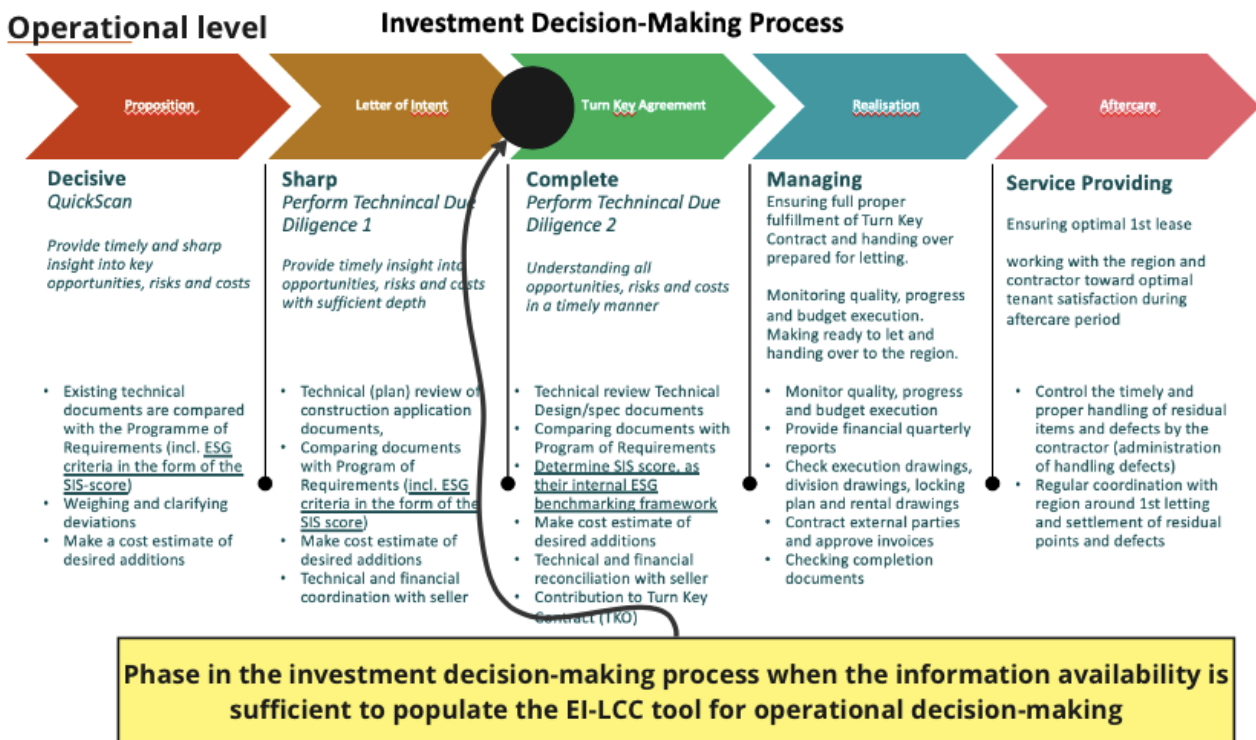 Operational level
Investment Decision-Making Process
Proposition
Letter of Intent
Turn Key Agreement
Realisation
Aftercare
Decisive
QuickScan
Provide timely and sharp
insight into key
opportunities, risks and costs
• Existing technical
documents are compared
with the Programme of
Requirements (incl. ESG
criteria in the form of the
SIS-score)
• Weighing and clarifying
deviations
• Make a cost estimate of
desired additions
Sharp
Perform Technincal Due
Diligence 1
Provide timely insight into
opportunities, risks and costs
with sufficient depth
• Technical (plan) review of
construction application
documents,
• Comparing documents
with Program of
Requirements (incl. ESG
criteria in the form of the
SIS score)
• Make cost estimate of
desired additions
• Technical and financial
coordination with seller
Complete
Perform Technincal Due
Diligence 2
Understanding all
opportunities, risks and costs
in a timely manner
• Technical review Technical
Design/spec documents
• Comparing documents with
Program of Requirements
• Determine SIS score, as
their internal ESG
benchmarking framework
• Make cost estimate of
desired additions
• Technical and financial
reconciliation with seller
• Contribution to Turn Key
Contract (TKO)
Managing
Ensuring full proper
fulfillment of Turn Key
Contract and handing over
prepared for letting.
Monitoring quality, progress
and budget execution.
Making ready to let and
handing over to the region.
• Monitor quality, progress
and budget execution
• Provide financial quarterly
reports
• Check execution drawings,
division drawings, locking
plan and rental drawings
• Contract external parties
and approve invoices
• Checking completion
documents
Service Providing
Ensuring optimal 1st lease
working with the region and
contractor toward optimal
tenant satisfaction during
aftercare period
• Control the timely and
proper handling of residual
items and defects by the
contractor (administration
of handling defects)
• Regular coordination with
region around 1st letting
and settlement of residual
points and defects
Phase in the investment decision-making process when the information availability is
sufficient to populate the EI-LCC tool for operational decision-making